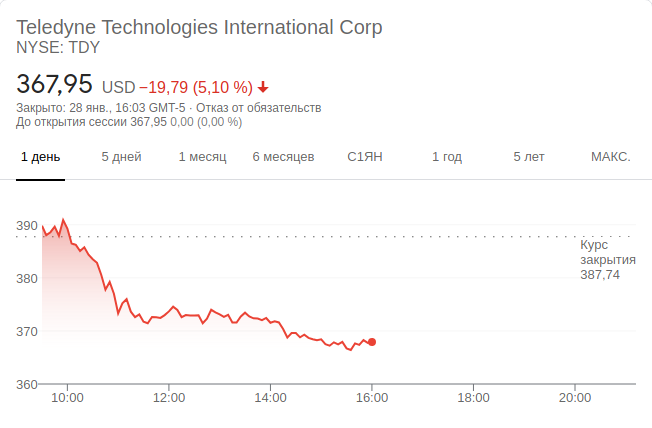 Teledyne Technologies International Corp
NYSE: TDY
367,95 USD −19,79 (5,10 %)
Закрыто: 28 янв., 16:03 GMT-5 · Отказ от обязательств
До открытия сессии 367,95 0,00 (0,00 %)
1 день 5 дней 1 месяц 6 месяцев С1ЯН 1 год 5 лет МАКС.
390
Курс
закрытия
387,74
380
370
360
10:00 12:00 14:00 16:00 18:00 20:00